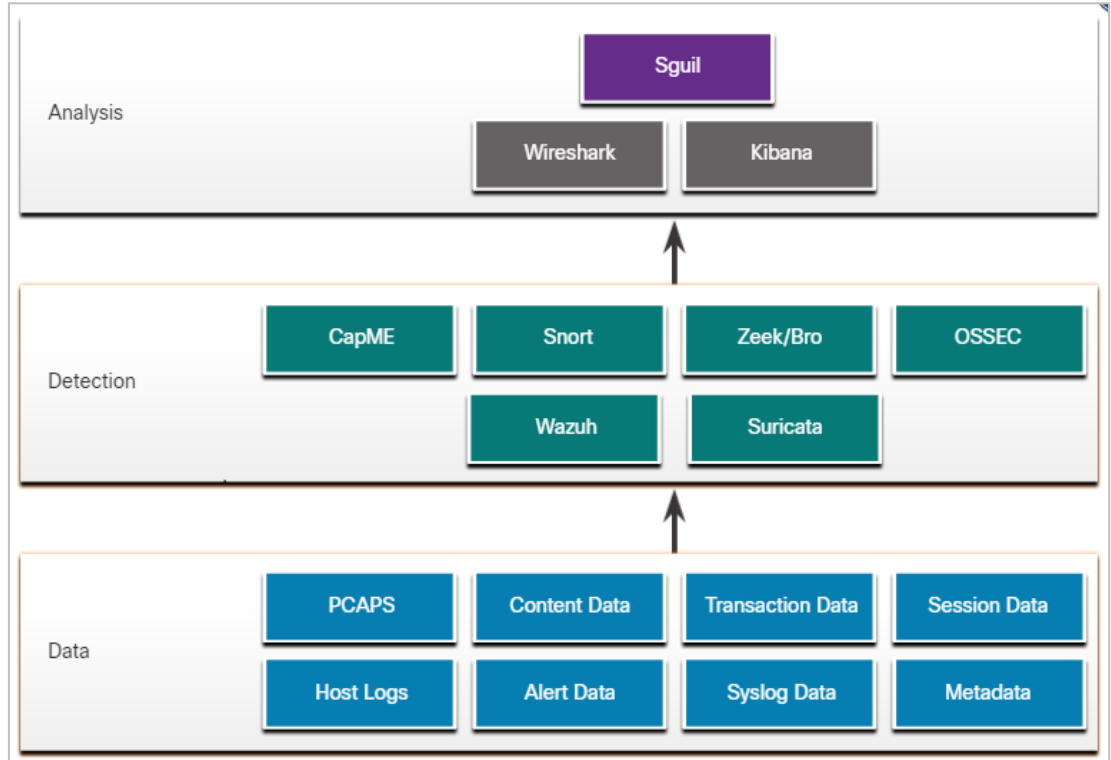 Sguil
Analysis
Wireshark Kibana
CapME Snort Zeek/Bro OSSEC
Detection
Wazuh Suricata
PCAPS Content Data Transaction Data Session Data
Data
Host Logs Alert Data Syslog Data Metadata